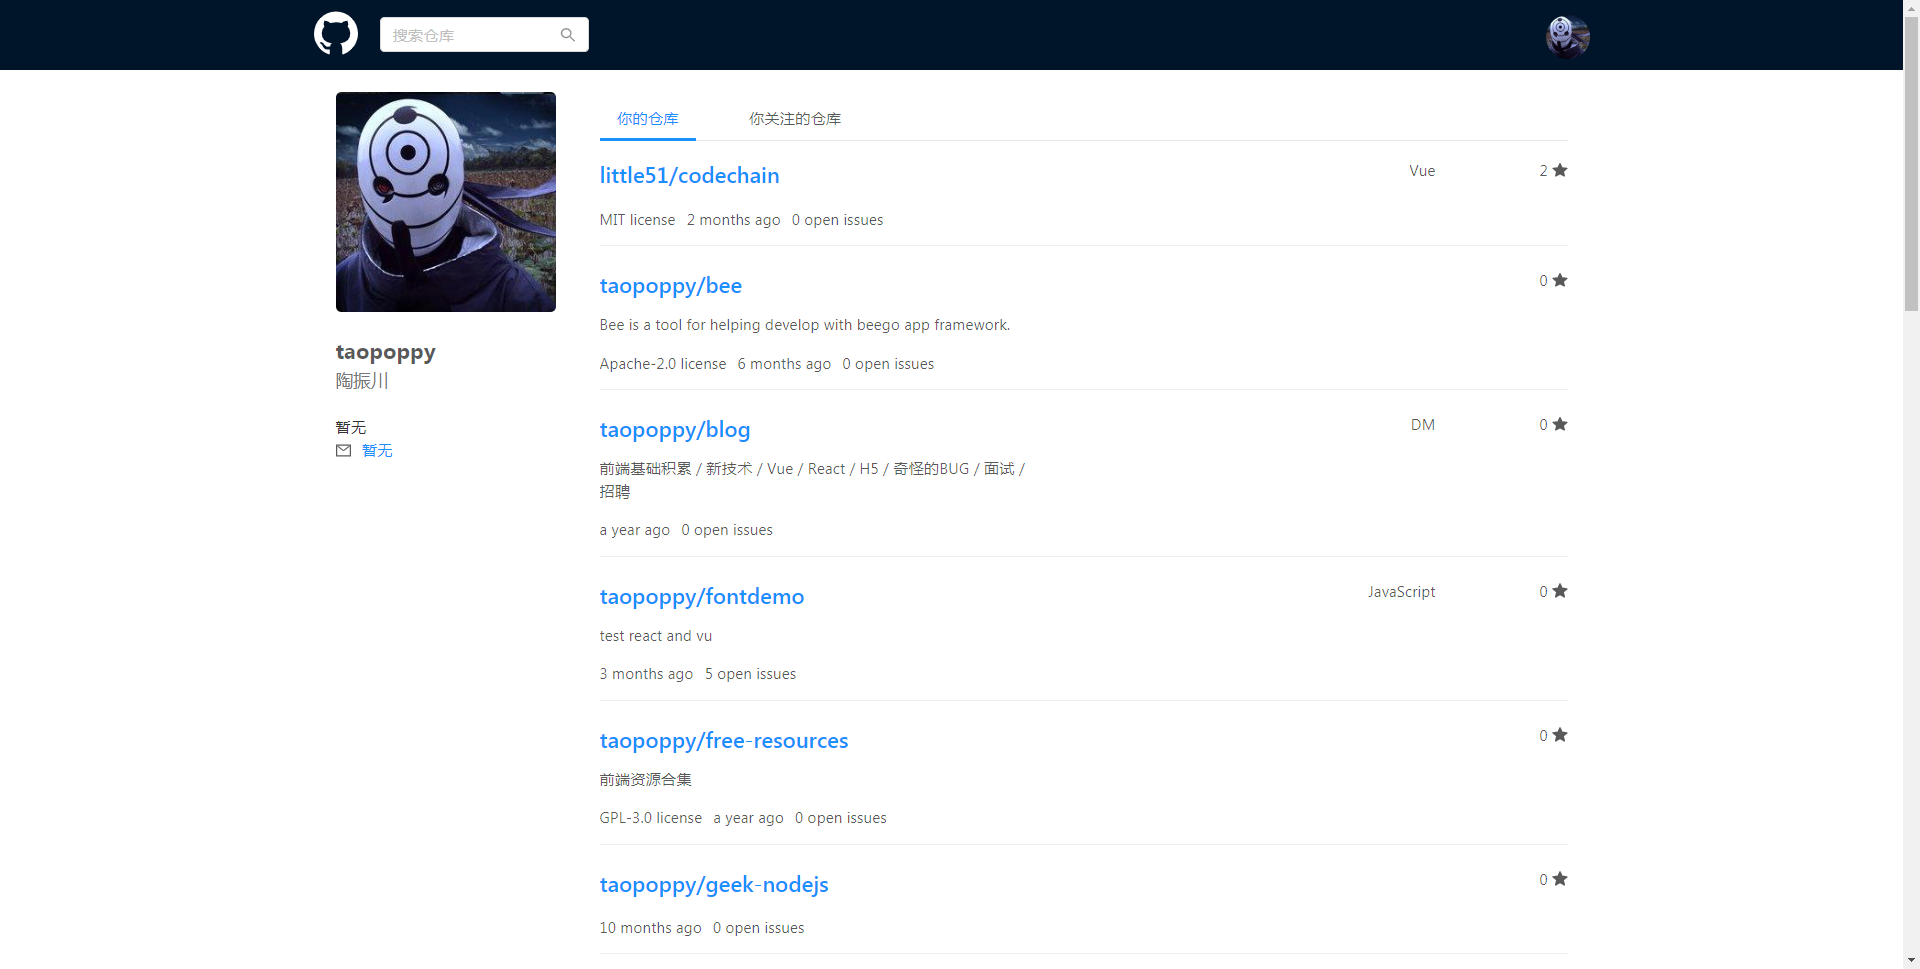 搜索仓库
taopoppy
陶振川
暂无
暂无
你的仓库 你关注的仓库
little51/codechain Vue 2
MIT license 2 months ago 0 open issues
taopoppy/bee 0
Bee is a tool for helping develop with beego app framework.
Apache-2.0 license 6 months ago 0 open issues
taopoppy/blog DM 0
前端基础积累 / 新技术 / Vue / React / H5 / 奇怪的BUG / 面试 /
招聘
a year ago 0 open issues
taopoppy/fontdemo JavaScript 0
test react and vu
3 months ago 5 open issues
taopoppy/free-resources 0
前端资源合集
GPL-3.0 license a year ago 0 open issues
taopoppy/geek-nodejs 0
10 months ago 0 open issues